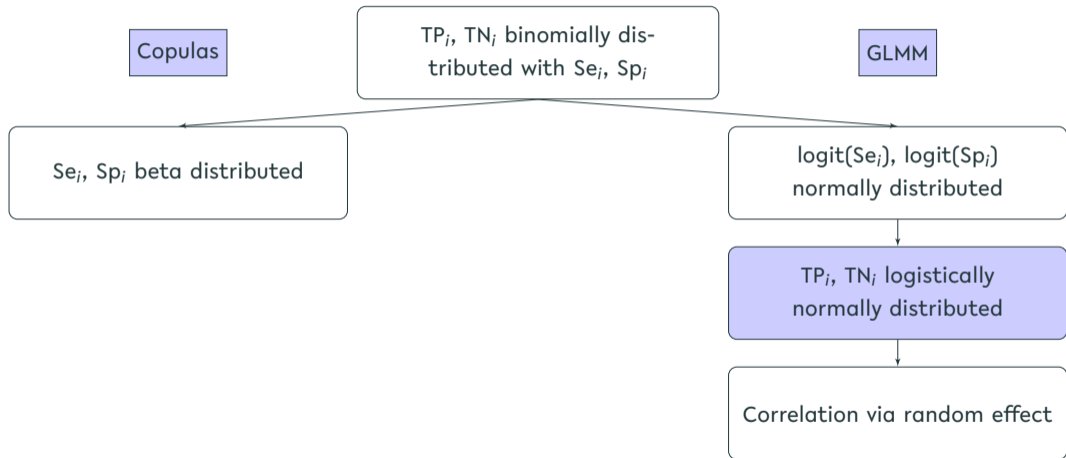 Copulas
TPᵢ, TNᵢ binomially dis-
tributed with Seᵢ, Spᵢ
GLMM
Seᵢ, Spᵢ beta distributed
logit(Seᵢ), logit(Spᵢ)
normally distributed
TPᵢ, TNᵢ logistically
normally distributed
Correlation via random effect